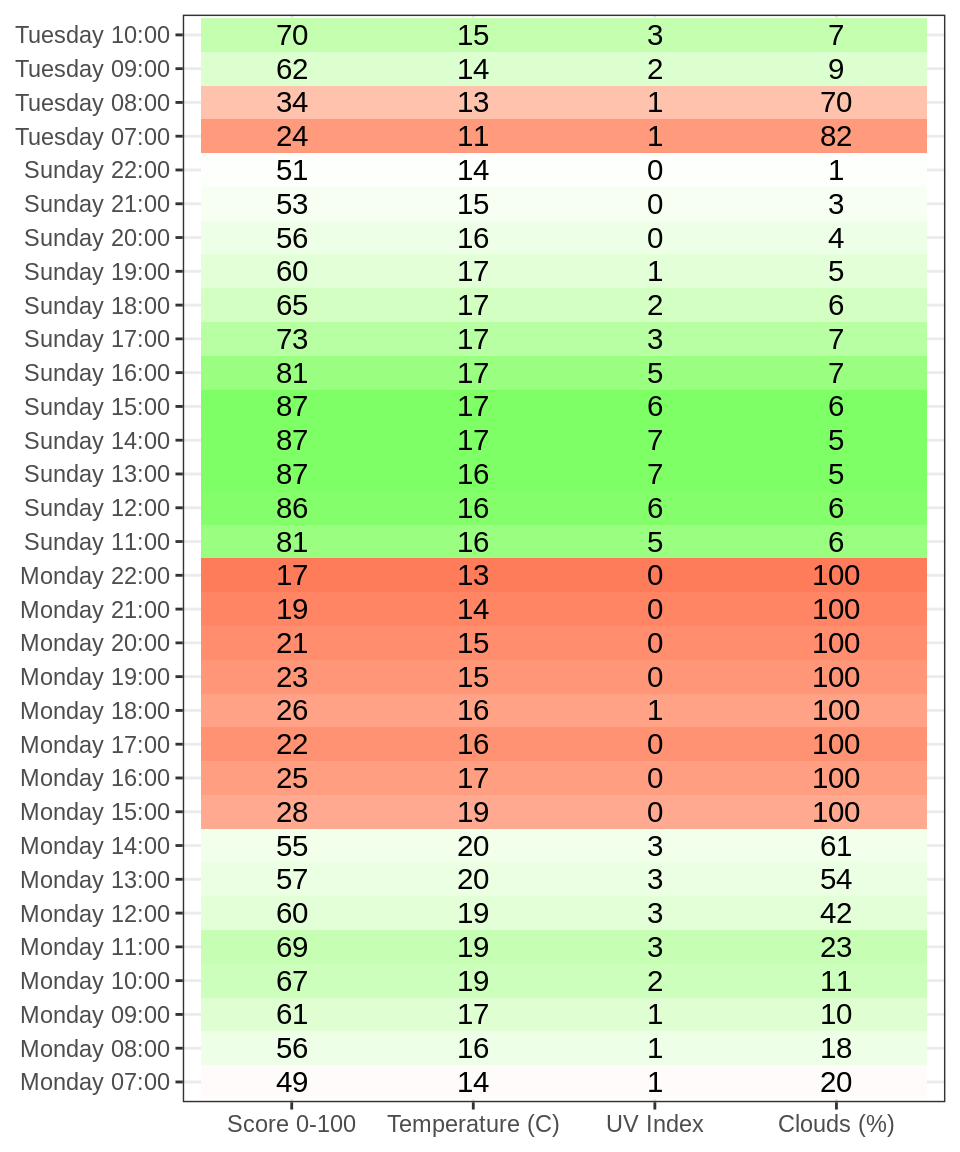 Tuesday 10:00 70 15 3 7
Tuesday 09:00 62 14 2 9
Tuesday 08:00 34 13 1 70
Tuesday 07:00 24 11 1 82
Sunday 22:00 51 14 0 1
Sunday 21:00 53 15 0 3
Sunday 20:00 56 16 0 4
Sunday 19:00 60 17 1 5
Sunday 18:00 65 17 2 6
Sunday 17:00 73 17 3 7
Sunday 16:00 81 17 5 7
Sunday 15:00 87 17 6 6
Sunday 14:00 87 17 7 5
Sunday 13:00 87 16 7 5
Sunday 12:00 86 16 6 6
Sunday 11:00 81 16 5 6
Monday 22:00 17 13 0 100
Monday 21:00 19 14 0 100
Monday 20:00 21 15 0 100
Monday 19:00 23 15 0 100
Monday 18:00 26 16 1 100
Monday 17:00 22 16 0 100
Monday 16:00 25 17 0 100
Monday 15:00 28 19 0 100
Monday 14:00 55 20 3 61
Monday 13:00 57 20 3 54
Monday 12:00 60 19 3 42
Monday 11:00 69 19 3 23
Monday 10:00 67 19 2 11
Monday 09:00 61 17 1 10
Monday 08:00 56 16 1 18
Monday 07:00 49 14 1 20
Score 0-100 Temperature (C) UV Index Clouds (%)